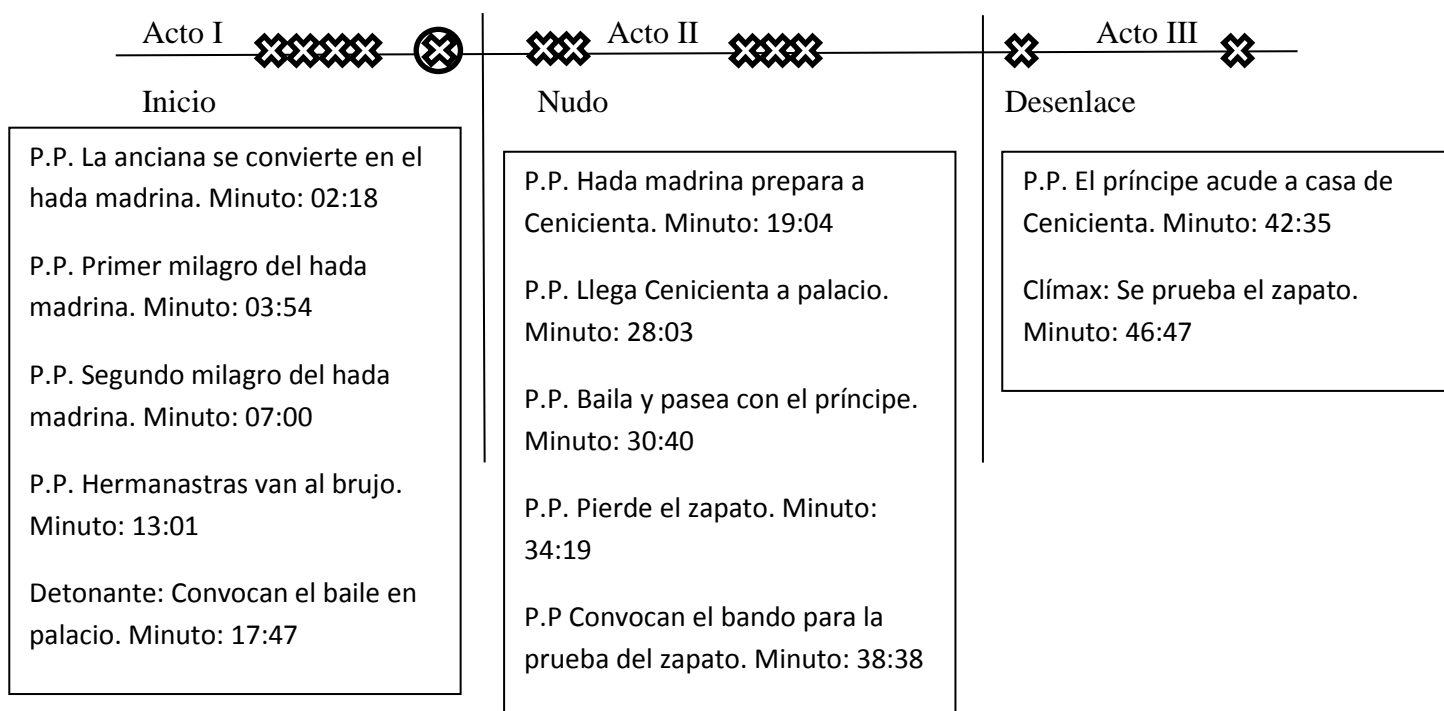 Acto I
Acto II
Acto III
Inicio
Nudo
Desenlace
P.P. La anciana se convierte en el
hada madrina. Minuto: 02:18
P.P. Primer milagro del hada
madrina. Minuto: 03:54
P.P. Segundo milagro del hada
madrina. Minuto: 07:00
P.P. Hermanastras van al brujo.
Minuto: 13:01
Detonante: Convocan el baile en
palacio. Minuto: 17:47
P.P. Hada madrina prepara a
Cenicienta. Minuto: 19:04
P.P. Llega Cenicienta a palacio.
Minuto: 28:03
P.P. Baila y pasea con el príncipe.
Minuto: 30:40
P.P. Pierde el zapato. Minuto:
34:19
P.P Convocan el bando para la
prueba del zapato. Minuto: 38:38
P.P. El príncipe acude a casa de
Cenicienta. Minuto: 42:35
Clímax: Se prueba el zapato.
Minuto: 46:47